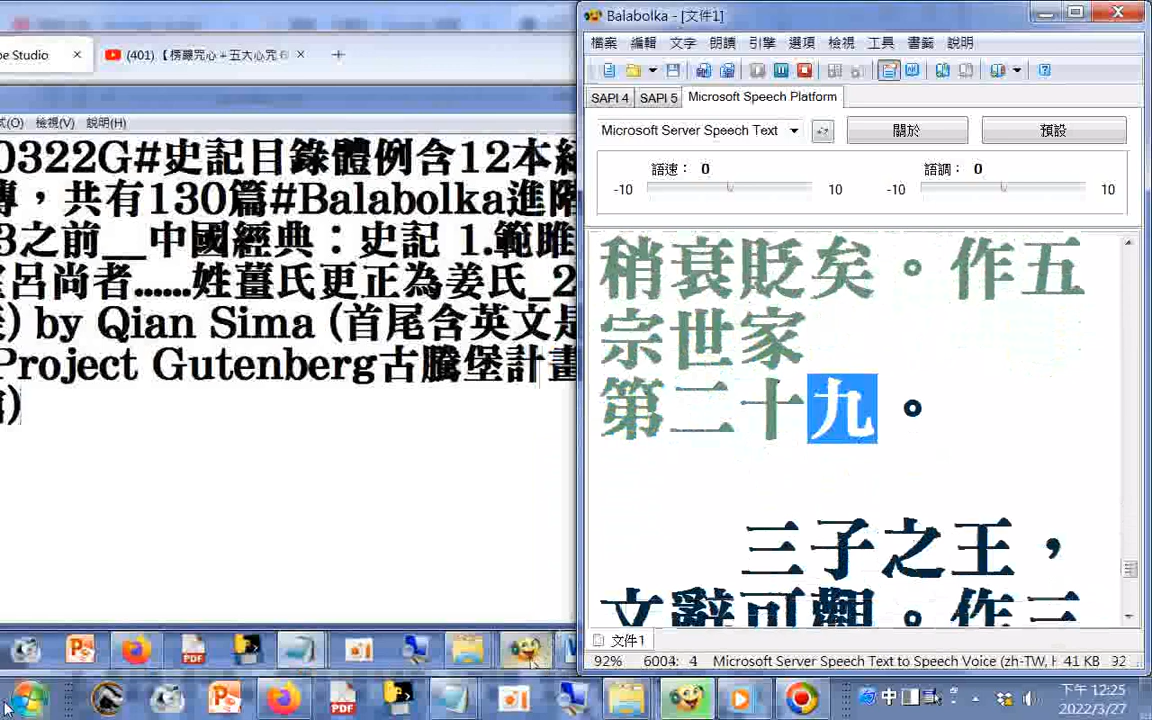 e Studio
(401) 【楞嚴咒心+五大心咒 6
式(O) 檢視(V) 說明(H)
0322G#史記目錄體例含12本紀
傳，共有130篇#Balabolka進階
3之前__中國經典：史記 1.範睢
呂尚者......姓薑氏更正為姜氏_2
) by Qian Sima (首尾含英文是
Project Gutenberg古騰堡計畫
)
Balabolka - [文件1]
檔案 編輯 文字 朗讀 引擎 選項 檢視 工具 書籤 說明
SAPI 4 SAPI 5 Microsoft Speech Platform
Microsoft Server Speech Text 關於 預設
語速： 0 語調： 0
-10 10 -10 10
稍衰貶矣。作五
宗世家
第二十九。
三子之王，
文辭可觀。作三
文件1
92% 6004: 4 Microsoft Server Speech Text to Speech Voice (zh-TW, H 41 KB 92
中
下午 12:25
2022/3/27